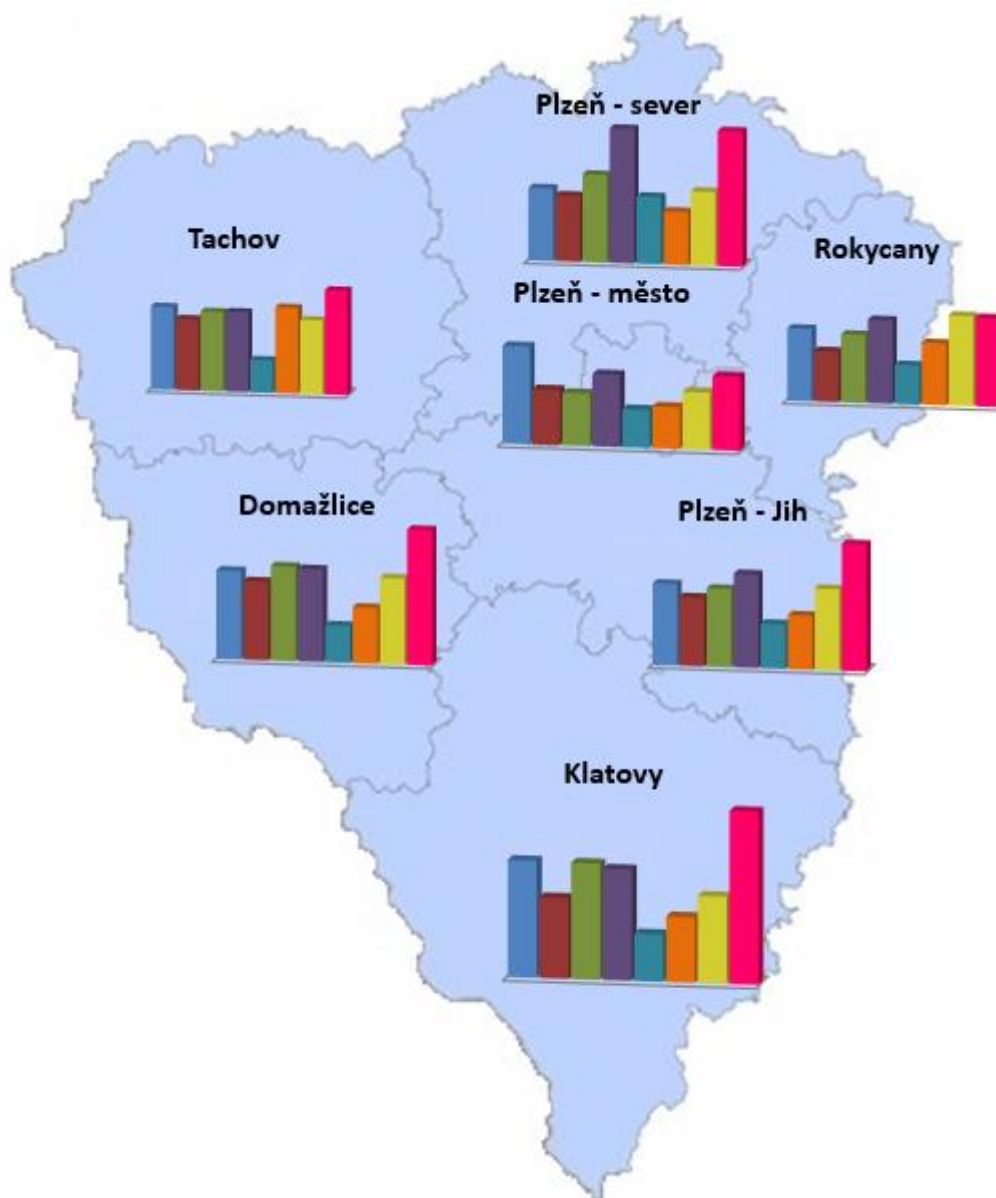 Plzeň - sever
Tachov
Rokycany
Plzeň - město
Domažlice
Plzeň - Jih
Klatovy